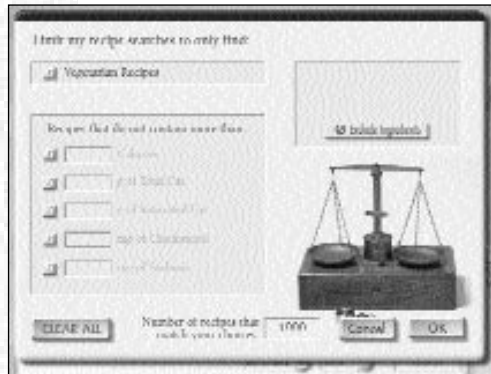 Limit my recipe searches to only find:
Vegetarian Recipes
Recipes that do not contain more than
Calories
g of Total Fat
g of Saturated Fat
mg of Cholesterol
mg of Sodium
Exclude Ingredients
CLEAR ALL
Number of recipes that
match your choices:
1000
Cancel
OK